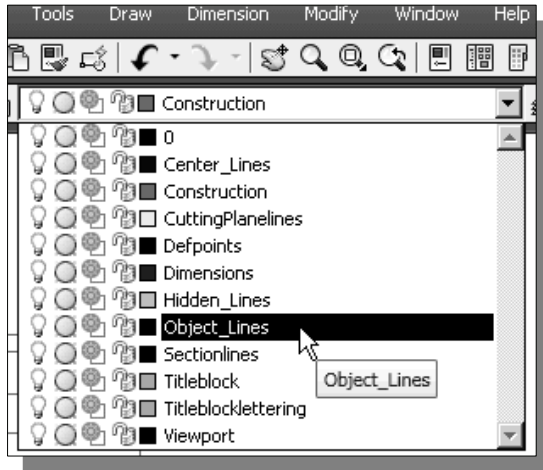 Tools Draw Dimension Modify Window Help
Construction
0
Center_Lines
Construction
CuttingPlanelines
Defpoints
Dimensions
Hidden_Lines
Object_Lines
Sectionlines
Titleblock
Object_Lines
Titleblocklettering
Viewport